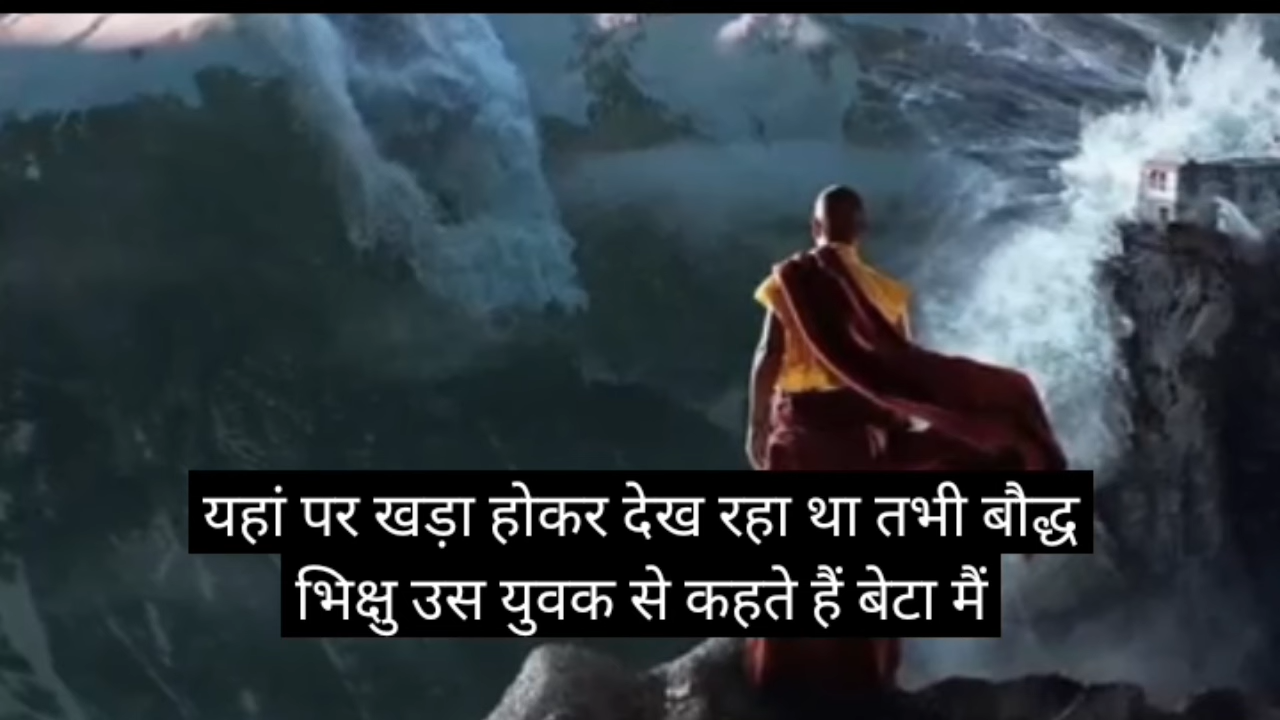 यहां पर खड़ा होकर देख रहा था तभी बौद्ध
भिक्षु उस युवक से कहते हैं बेटा मैं